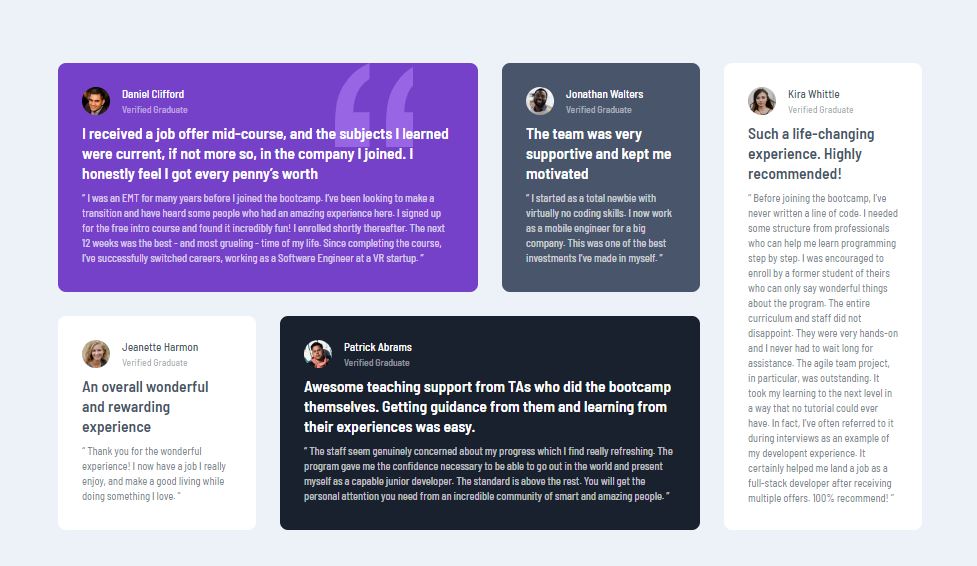 Daniel Clifford
Verified Graduate
I received a job offer mid-course, and the subjects I learned
were current, if not more so, in the company I joined. I
honestly feel I got every penny's worth
" I was an EMT for many years before I joined the bootcamp. I've been looking to make a
transition and have heard some people who had an amazing experience here. I signed up
for the free intro course and found it incredibly fun! I enrolled shortly thereafter. The next
12 weeks was the best - and most grueling - time of my life. Since completing the course,
I've successfully switched careers, working as a Software Engineer at a VR startup. "
Jonathan Walters
Verified Graduate
The team was very
supportive and kept me
motivated
" I started as a total newbie with
virtually no coding skills. I now work
as a mobile engineer for a big
company. This was one of the best
investments I've made in myself. "
Kira Whittle
Verified Graduate
Such a life-changing
experience. Highly
recommended!
" Before joining the bootcamp, I've
never written a line of code. I needed
some structure from professionals
who can help me learn programming
step by step. I was encouraged to
enroll by a former student of theirs
who can only say wonderful things
about the program. The entire
curriculum and staff did not
disappoint. They were very hands-on
and I never had to wait long for
assistance. The agile team project,
in particular, was outstanding. It
took my learning to the next level in
a way that no tutorial could ever
have. In fact, I've often referred to it
during interviews as an example of
my developent experience. It
certainly helped me land a job as a
full-stack developer after receiving
multiple offers. 100% recommend! "
Jeanette Harmon
Verified Graduate
An overall wonderful
and rewarding
experience
" Thank you for the wonderful
experience! I now have a job I really
enjoy, and make a good living while
doing something I love. "
Patrick Abrams
Verified Graduate
Awesome teaching support from TAs who did the bootcamp
themselves. Getting guidance from them and learning from
their experiences was easy.
" The staff seem genuinely concerned about my progress which I find really refreshing. The
program gave me the confidence necessary to be able to go out in the world and present
myself as a capable junior developer. The standard is above the rest. You will get the
personal attention you need from an incredible community of smart and amazing people. "